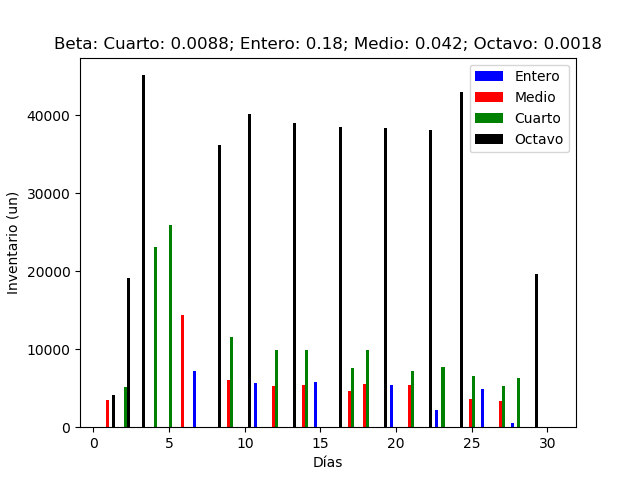 Beta: Cuarto: 0.0088; Entero: 0.18; Medio: 0.042; Octavo: 0.0018
Entero
Medio
Cuarto
Octavo
40000
30000
20000
10000
0
Inventario (un)
0 5 10 15 20 25 30
Días